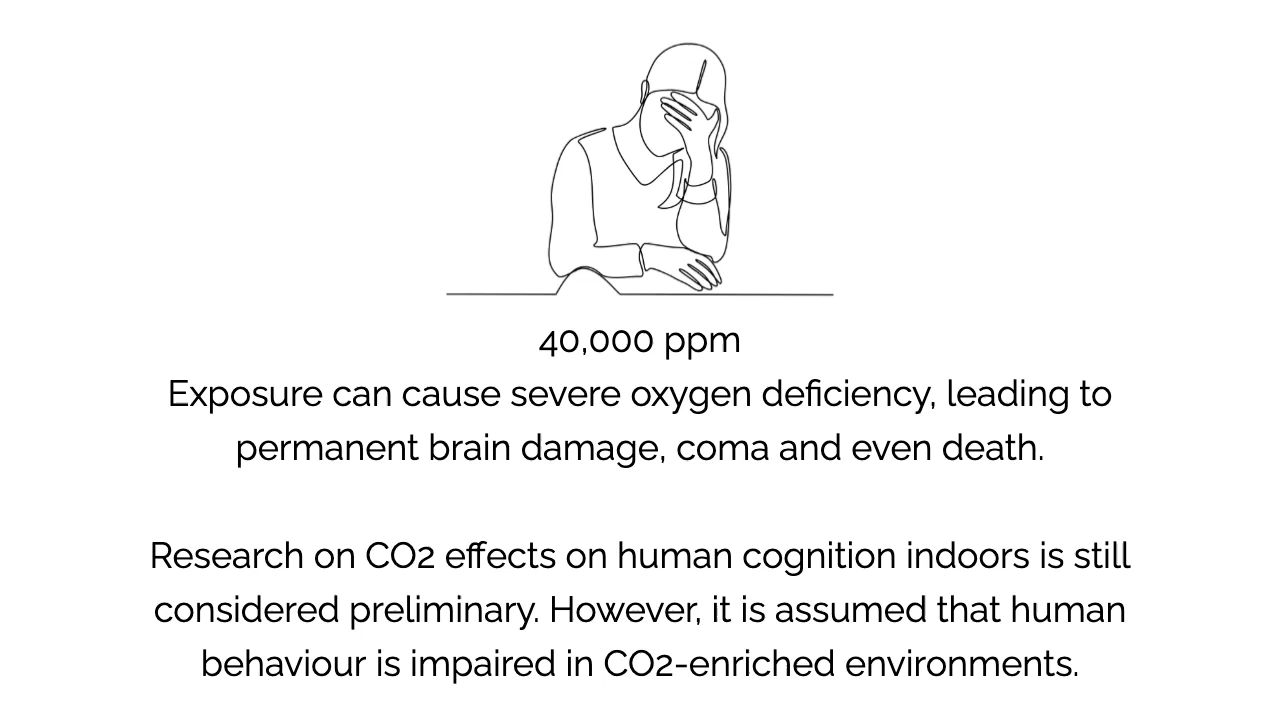 40,000 ppm
Exposure can cause severe oxygen deficiency, leading to
permanent brain damage, coma and even death.
Research on CO2 effects on human cognition indoors is still
considered preliminary. However, it is assumed that human
behaviour is impaired in CO2-enriched environments.